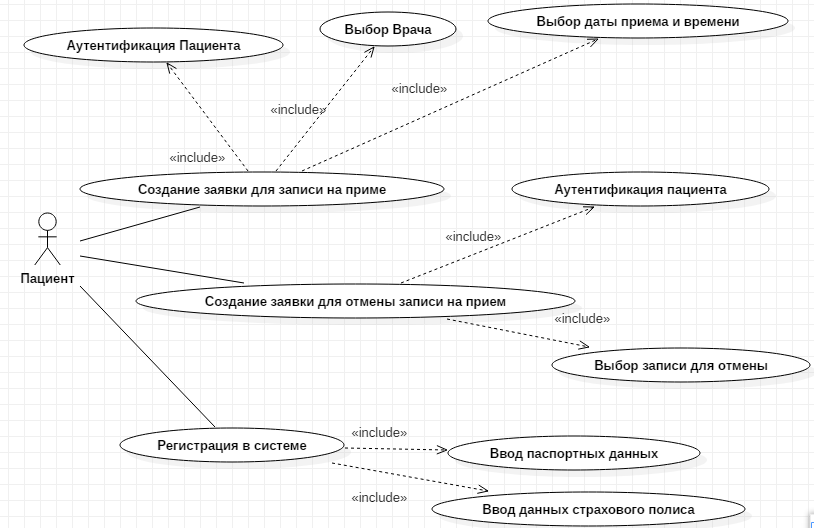 Выбор даты приема и времени
Выбор Врача
Аутентификация Пациента
«include»
«include»
«include»
Создание заявки для записи на приме
Аутентификация пациента
«include»
Пациент
Создание заявки для отмены записи на прием
«include»
Выбор записи для отмены
«include»
Регистрация в системе
Ввод паспортных данных
«include»
Ввод данных страхового полиса